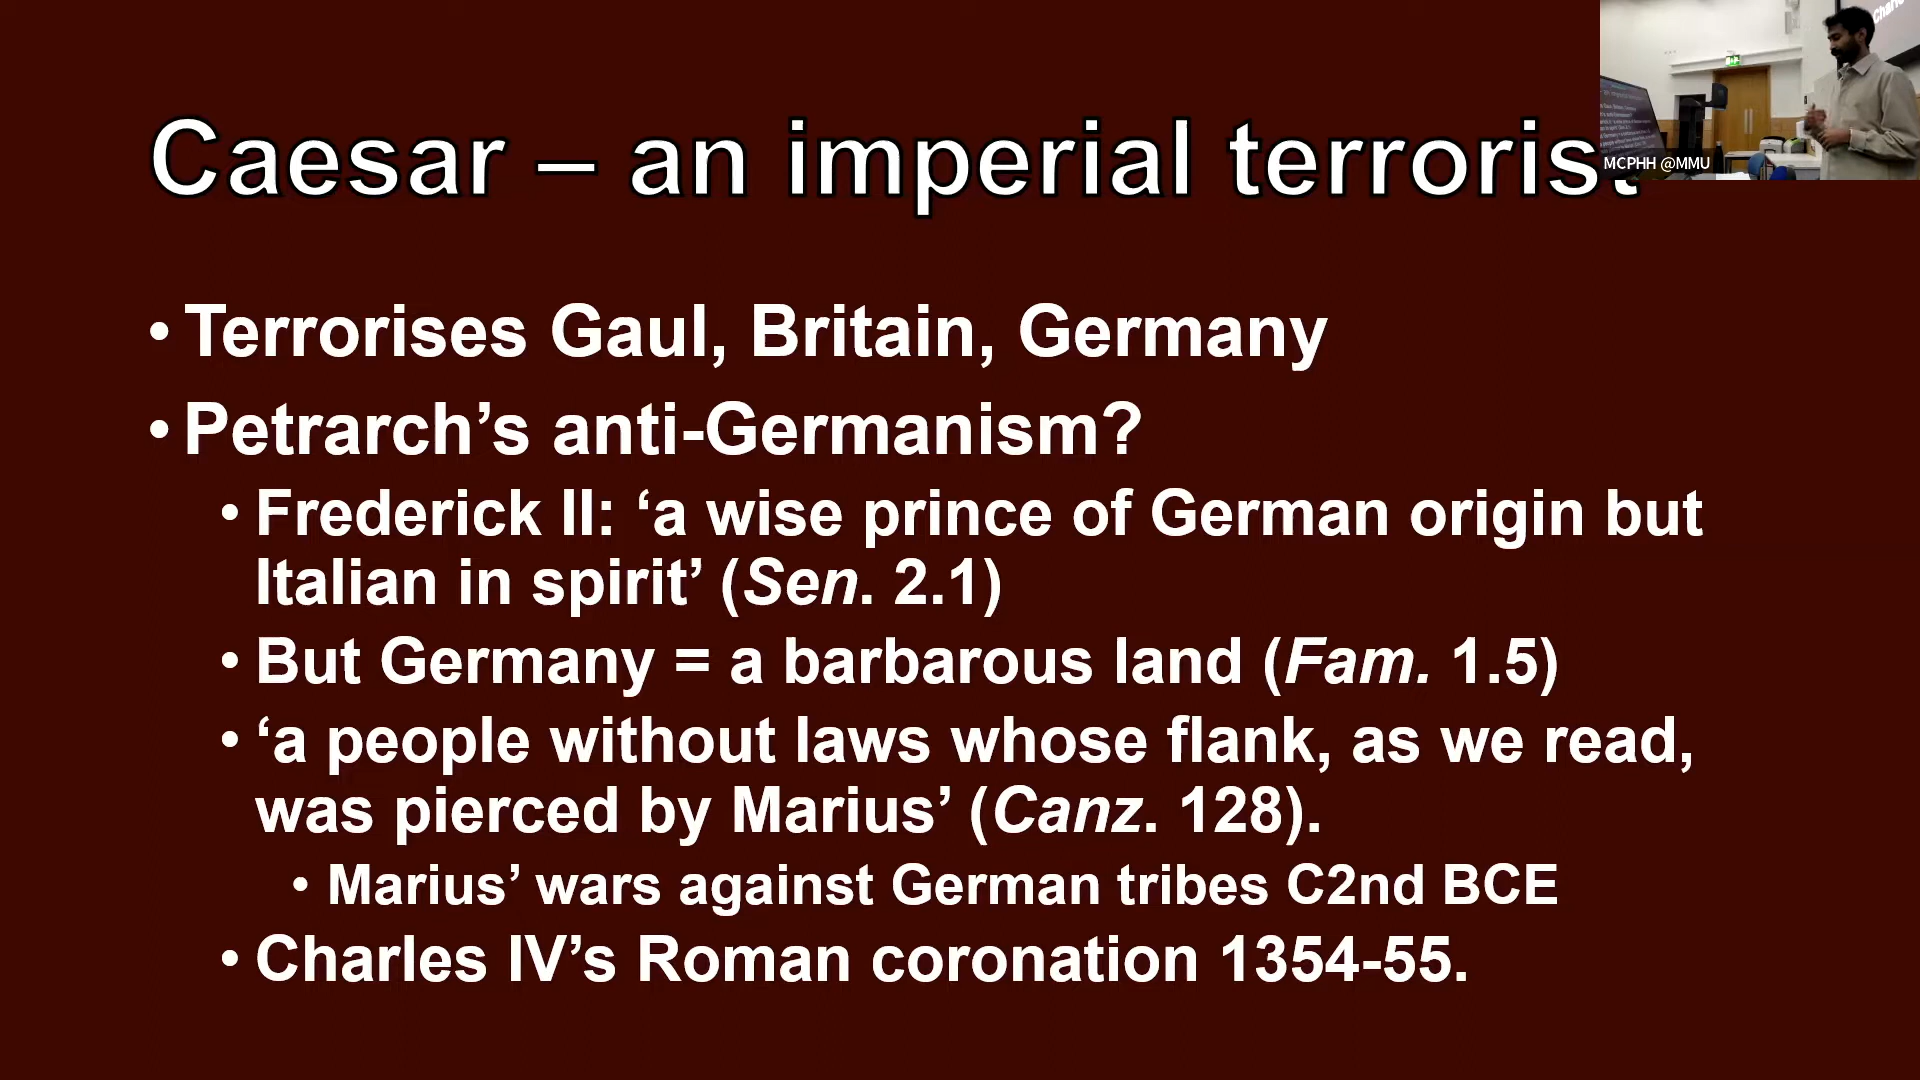 Caesar – an imperial terrorist
MCPHH @MMU
• Terrorises Gaul, Britain, Germany
• Petrarch’s anti-Germanism?
• Frederick II: ‘a wise prince of German origin but
Italian in spirit’ (Sen. 2.1)
• But Germany = a barbarous land (Fam. 1.5)
• ‘a people without laws whose flank, as we read,
was pierced by Marius’ (Canz. 128).
• Marius’ wars against German tribes C2nd BCE
• Charles IV’s Roman coronation 1354-55.